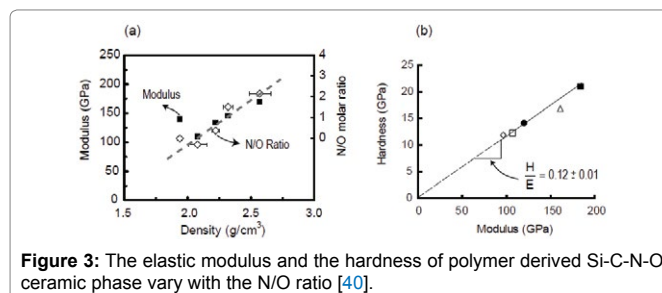 (a)
250
200
150
100
50
0
Modulus (GPa)
Modulus
N/O Ratio
4
3
2
1
0
N/O molar ratio
1.5
2.0
2.5
3.0
Density (g/cm³)
(b)
25
20
15
10
5
0
Hardness (GPa)
H
E
= 0.12 ± 0.01
0
50
100
150
200
Modulus (GPa)
Figure 3: The elastic modulus and the hardness of polymer derived Si-C-N-O
ceramic phase vary with the N/O ratio [40].